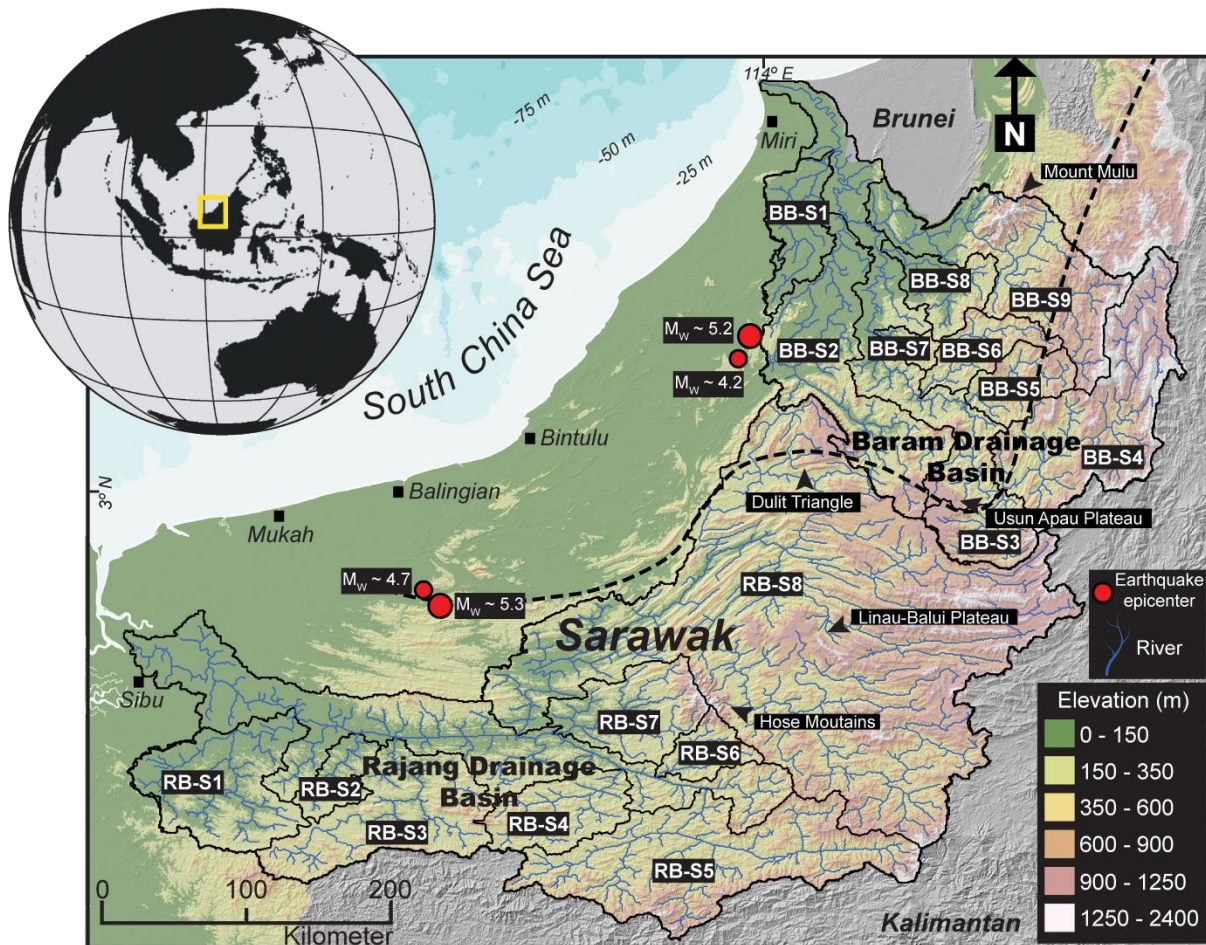 114° E
Brunei
N
-75 m
-50 m
-25 m
Miri
Mount Mulu
BB-S1
BB-S8
BB-S9
South China Sea
Mw ~ 5.2
Mw ~ 4.2
BB-S2
BB-S7
BB-S6
BB-S5
Bintulu
Baram Drainage
Basin
BB-S4
3° N
Balingian
Dulit Triangle
Usun Apau Plateau
Mukah
BB-S3
Mw ~ 4.7
Mw ~ 5.3
RB-S8
Earthquake
epicenter
River
Sarawak
Linau-Balui Plateau
Sibu
RB-S7
Hose Moutains
RB-S6
RB-S1
RB-S2
Rajang Drainage
Basin
RB-S3
RB-S4
RB-S5
Elevation (m)
0 - 150
150 - 350
350 - 600
600 - 900
900 - 1250
1250 - 2400
0
100
200
Kilometer
Kalimantan